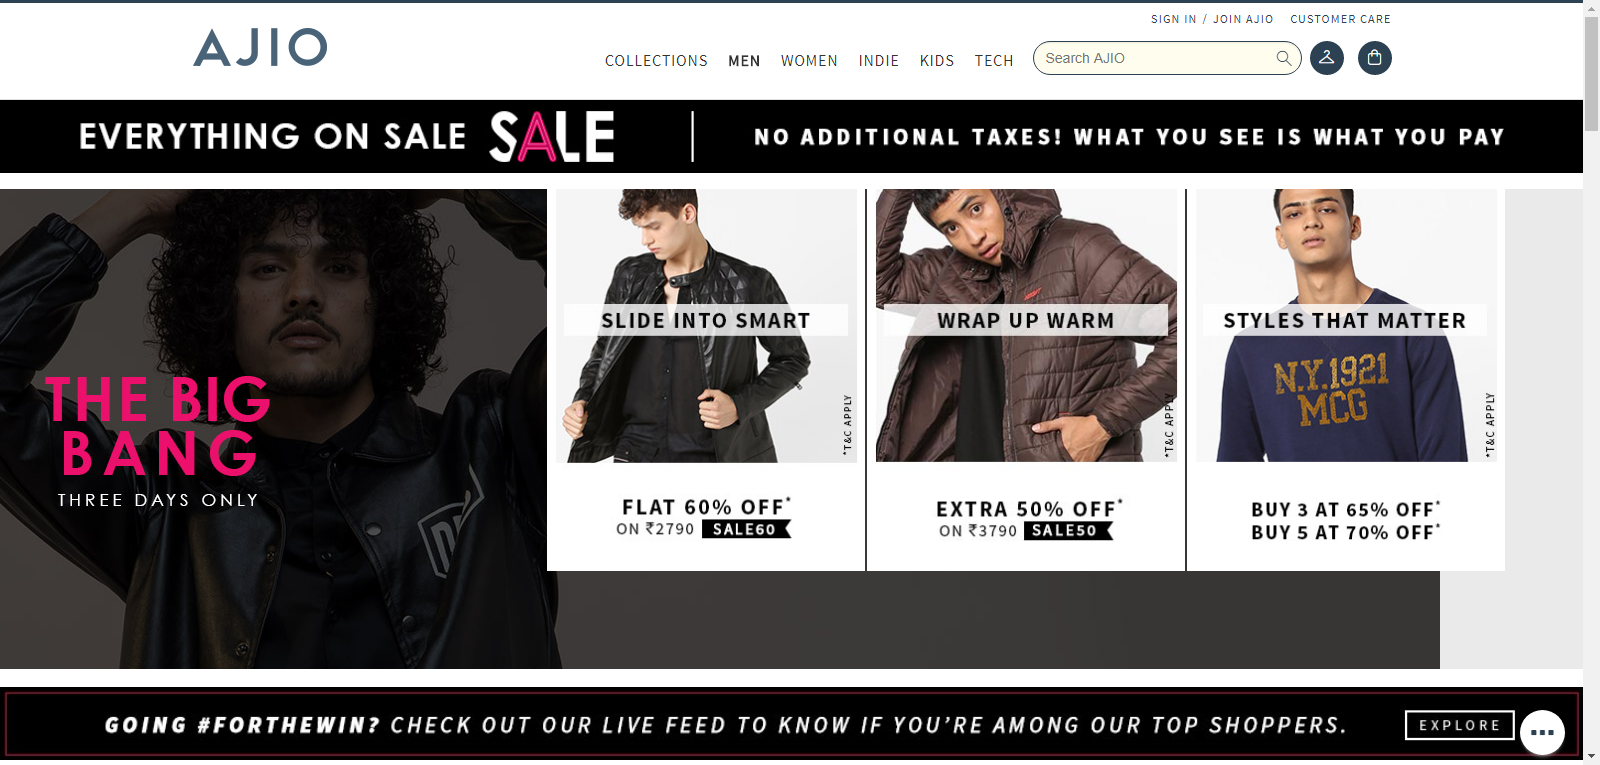 SIGN IN / JOIN AJIO CUSTOMER CARE
AJIO
COLLECTIONS MEN WOMEN INDIE KIDS TECH
Search AJIO
EVERYTHING ON SALE SALE
NO ADDITIONAL TAXES! WHAT YOU SEE IS WHAT YOU PAY
THE BIG
BANG
THREE DAYS ONLY
SLIDE INTO SMART
*T&C APPLY
FLAT 60% OFF*
ON ₹2790 SALE60
WRAP UP WARM
*T&C APPLY
EXTRA 50% OFF*
ON ₹3790 SALE50
STYLES THAT MATTER
N.Y.1921
MCG
*T&C APPLY
BUY 3 AT 65% OFF*
BUY 5 AT 70% OFF*
GOING #FORTHEWIN? CHECK OUT OUR LIVE FEED TO KNOW IF YOU'RE AMONG OUR TOP SHOPPERS.
EXPLORE